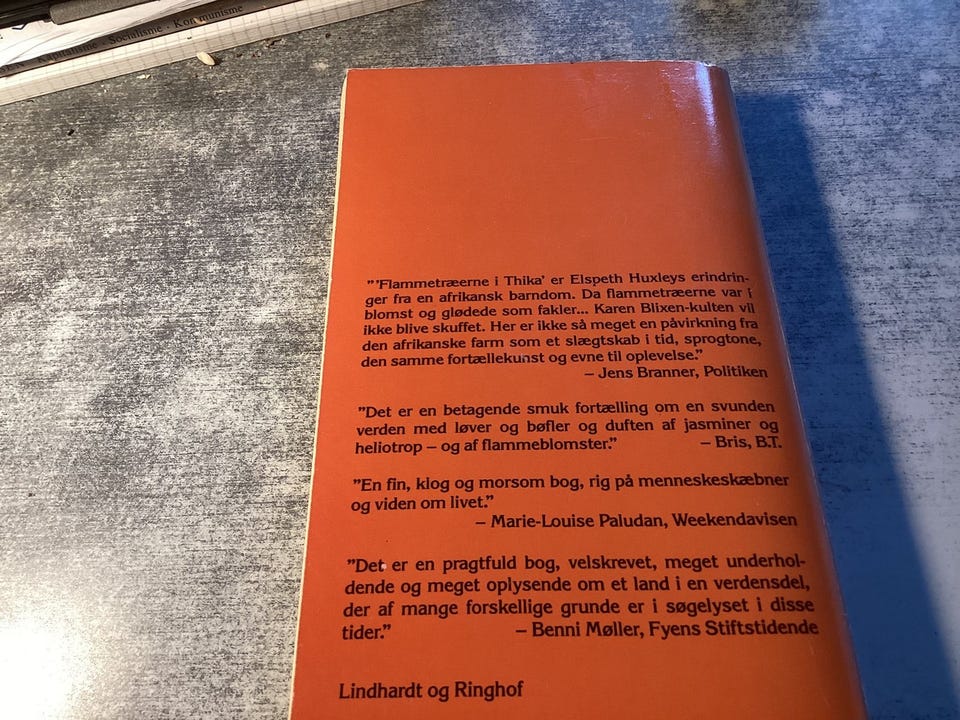 Kapitalisme - Socialisme - Kommunisme
”’Flammetræerne i Thika’ er Elspeth Huxleys erindrin-
ger fra en afrikansk barndom. Da flammetræerne var i
blomst og glødede som fakler... Karen Blixen-kulten vil
ikke blive skuffet. Her er ikke så meget en påvirkning fra
den afrikanske farm som et slægtskab i tid, sprogtone,
den samme fortællekunst og evne til oplevelse.”
– Jens Branner, Politiken
”Det er en betagende smuk fortælling om en svunden
verden med løver og bøfler og duften af jasminer og
heliotrop – og af flammeblomster.” – Bris, B.T.
”En fin, klog og morsom bog, rig på menneskeskæbner
og viden om livet.”
– Marie-Louise Paludan, Weekendavisen
”Det er en pragtfuld bog, velskrevet, meget underhol-
dende og meget oplysende om et land i en verdensdel,
der af mange forskellige grunde er i søgelyset i disse
tider.” – Benni Møller, Fyens Stiftstidende
Lindhardt og Ringhof